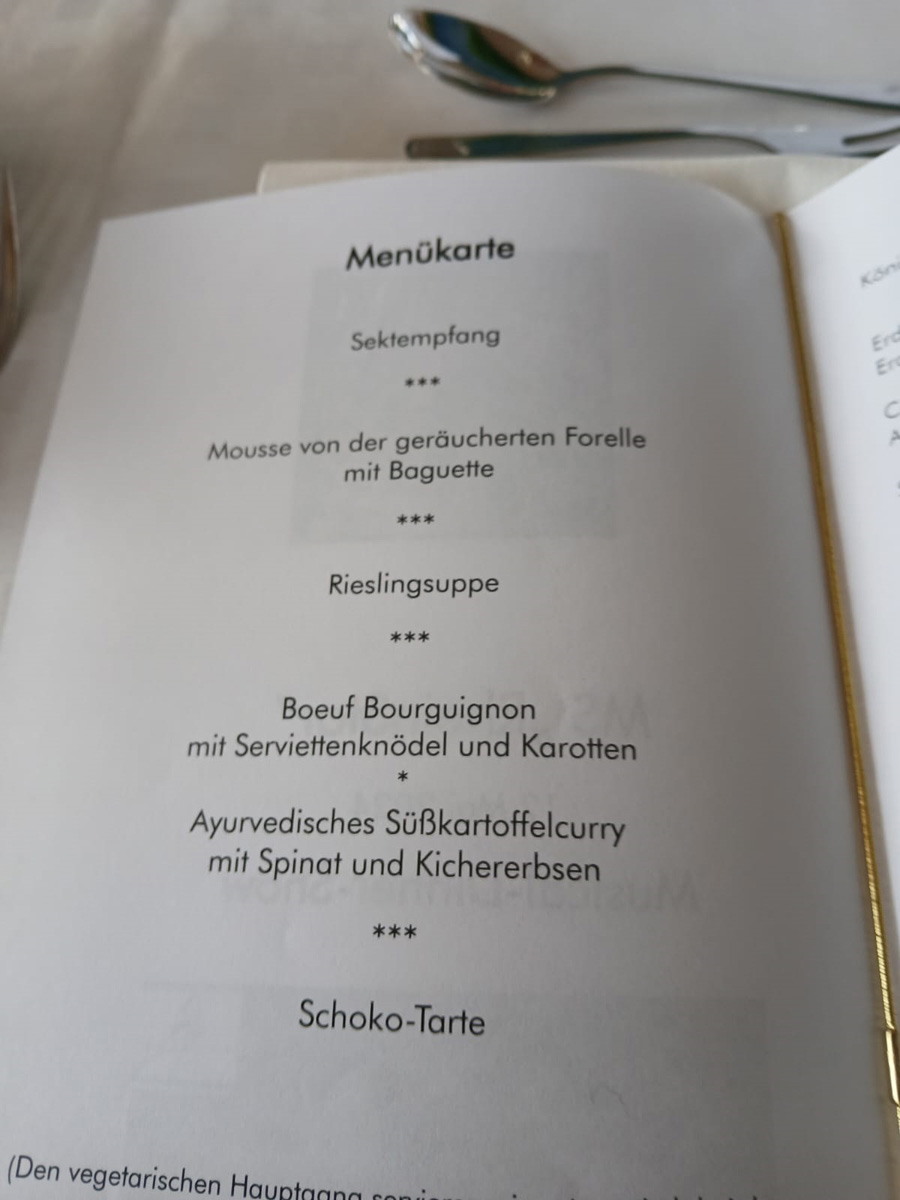 Menükarte
Sektempfang
***
Mousse von der geräucherten Forelle
mit Baguette
***
Rieslingsuppe
***
Boeuf Bourguignon
mit Serviettenknödel und Karotten
*
Ayurvedisches Süßkartoffelcurry
mit Spinat und Kichererbsen
***
Schoko-Tarte
(Den vegetarischen Hauptgang